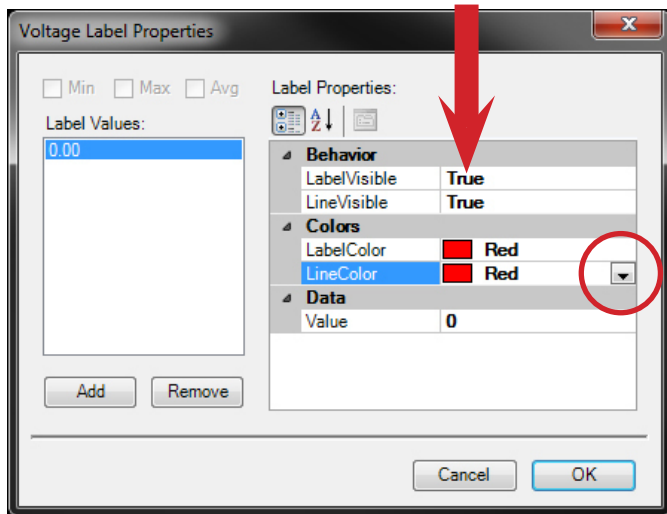 Voltage Label Properties
Min Max Avg
Label Properties:
Label Values:
0.00
Behavior
LabelVisible True
LineVisible True
Colors
LabelColor Red
LineColor Red
Data
Value 0
Add Remove
Cancel OK